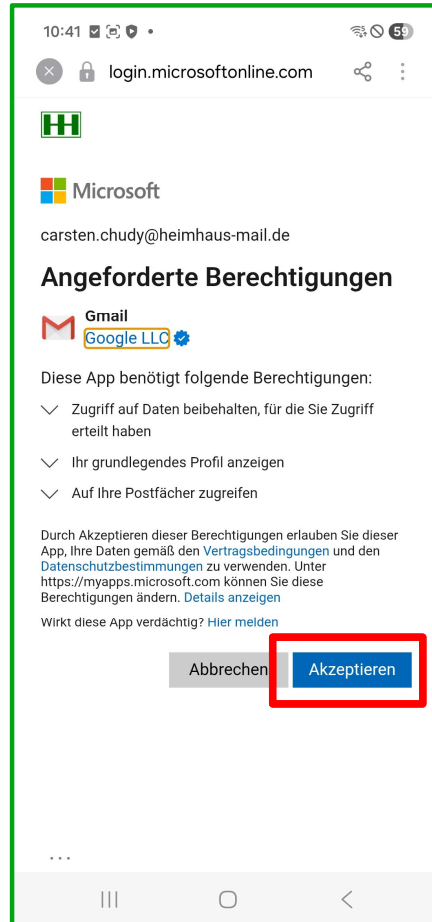 10:41
59
login.microsoftonline.com
HH
Microsoft
carsten.chudy@heimhaus-mail.de
Angeforderte Berechtigungen
Gmail
Google LLC
Diese App benötigt folgende Berechtigungen:
Zugriff auf Daten beibehalten, für die Sie Zugriff
erteilt haben
Ihr grundlegendes Profil anzeigen
Auf Ihre Postfächer zugreifen
Durch Akzeptieren dieser Berechtigungen erlauben Sie dieser
App, Ihre Daten gemäß den Vertragsbedingungen und den
Datenschutzbestimmungen zu verwenden. Unter
https://myapps.microsoft.com können Sie diese
Berechtigungen ändern. Details anzeigen
Wirkt diese App verdächtig? Hier melden
Abbrechen Akzeptieren
...